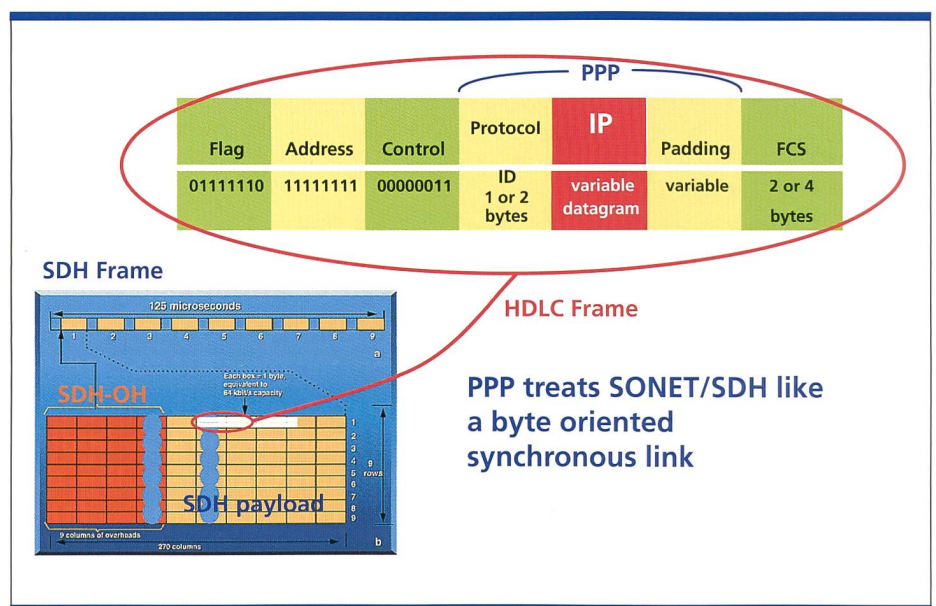 PPP
Flag Address Control Protocol IP Padding FCS
01111110 11111111 00000011 ID 1 or 2 bytes variable datagram variable 2 or 4 bytes
SDH Frame
125 microseconds
1 2 3 4 5 6 7 8 9
a
HDLC Frame
Each box = 1 byte,
equivalent to
64 kbit/s capacity
SDH-OH
1
2
3
4
5
6
7
8
9
9
rows
SDH payload
9 columns of overheads
270 columns
b
PPP treats SONET/SDH like
a byte oriented
synchronous link